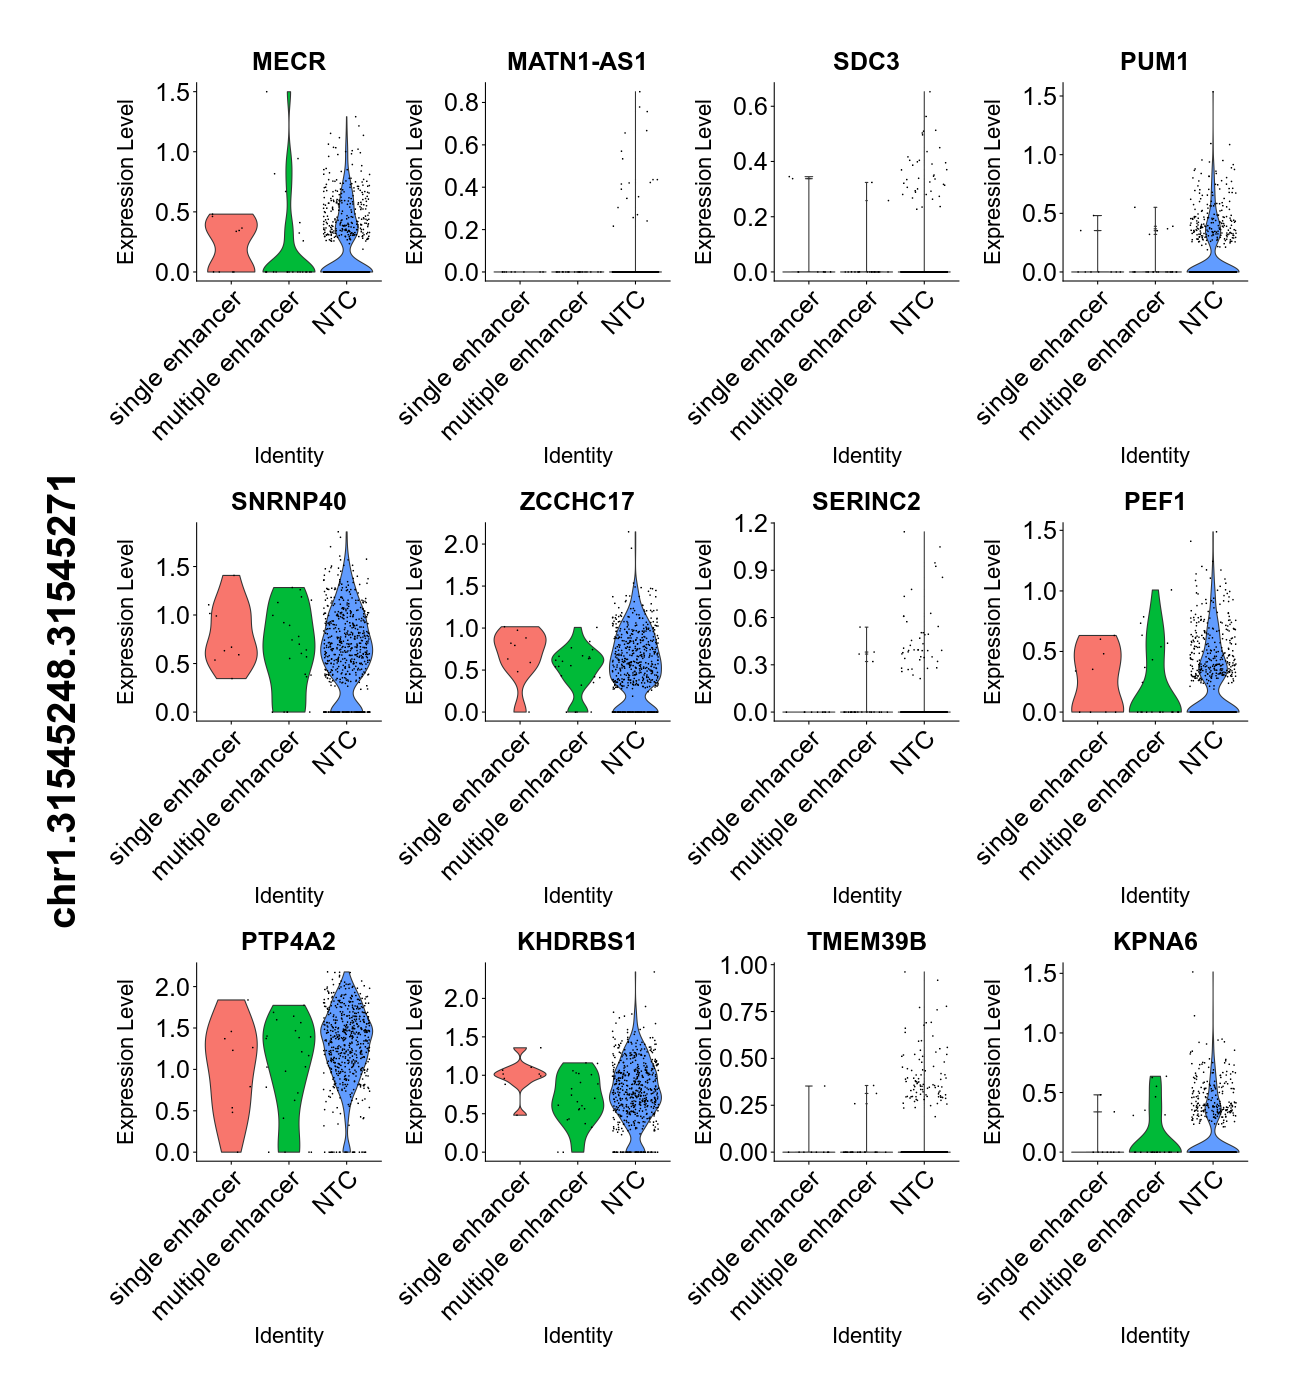 chr1.31545248.31545271
MECR
Expression Level
1.5
1.0
0.5
0.0
single enhancer
multiple enhancer
NTC
Identity
MATN1-AS1
Expression Level
0.8
0.6
0.4
0.2
0.0
single enhancer
multiple enhancer
NTC
Identity
SDC3
Expression Level
0.6
0.4
0.2
0.0
single enhancer
multiple enhancer
NTC
Identity
PUM1
Expression Level
1.5
1.0
0.5
0.0
single enhancer
multiple enhancer
NTC
Identity
SNRNP40
Expression Level
1.5
1.0
0.5
0.0
single enhancer
multiple enhancer
NTC
Identity
ZCCHC17
Expression Level
2.0
1.5
1.0
0.5
0.0
single enhancer
multiple enhancer
NTC
Identity
SERINC2
Expression Level
1.2
0.9
0.6
0.3
0.0
single enhancer
multiple enhancer
NTC
Identity
PEF1
Expression Level
1.5
1.0
0.5
0.0
single enhancer
multiple enhancer
NTC
Identity
PTP4A2
Expression Level
2.0
1.5
1.0
0.5
0.0
single enhancer
multiple enhancer
NTC
Identity
KHDRBS1
Expression Level
2.0
1.5
1.0
0.5
0.0
single enhancer
multiple enhancer
NTC
Identity
TMEM39B
Expression Level
1.00
0.75
0.50
0.25
0.00
single enhancer
multiple enhancer
NTC
Identity
KPNA6
Expression Level
1.5
1.0
0.5
0.0
single enhancer
multiple enhancer
NTC
Identity